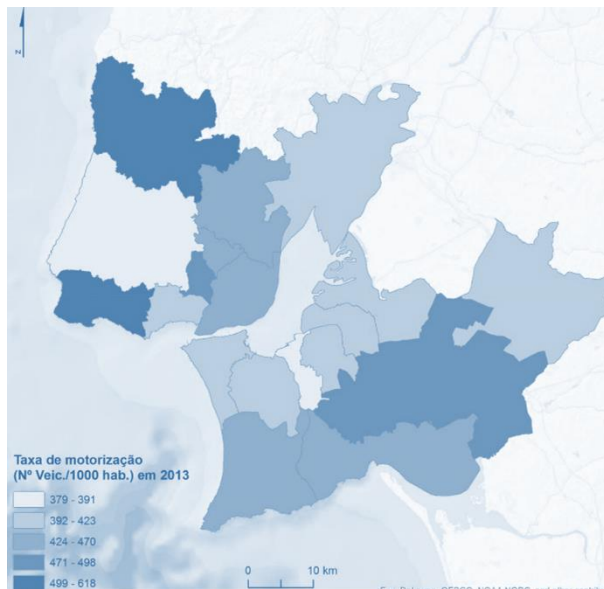 N
Taxa de motorização
(Nº Veic./1000 hab.) em 2013
379 - 391
392 - 423
424 - 470
471 - 498
499 - 618
0 10 km